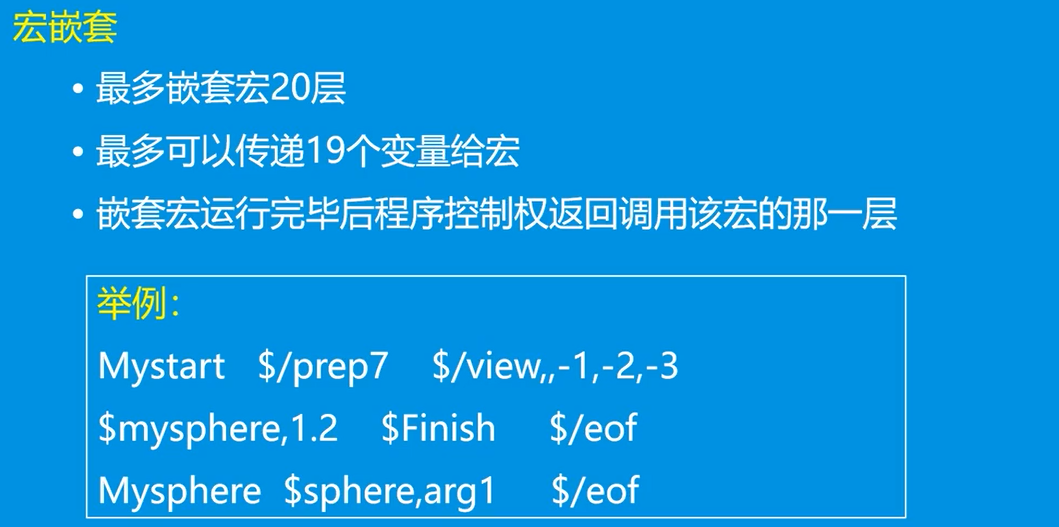 宏嵌套
• 最多嵌套宏20层
• 最多可以传递19个变量给宏
• 嵌套宏运行完毕后程序控制权返回调用该宏的那一层
举例：
Mystart $/prep7 $/view,,-1,-2,-3
$mysphere,1.2 $Finish $/eof
Mysphere $sphere,arg1 $/eof